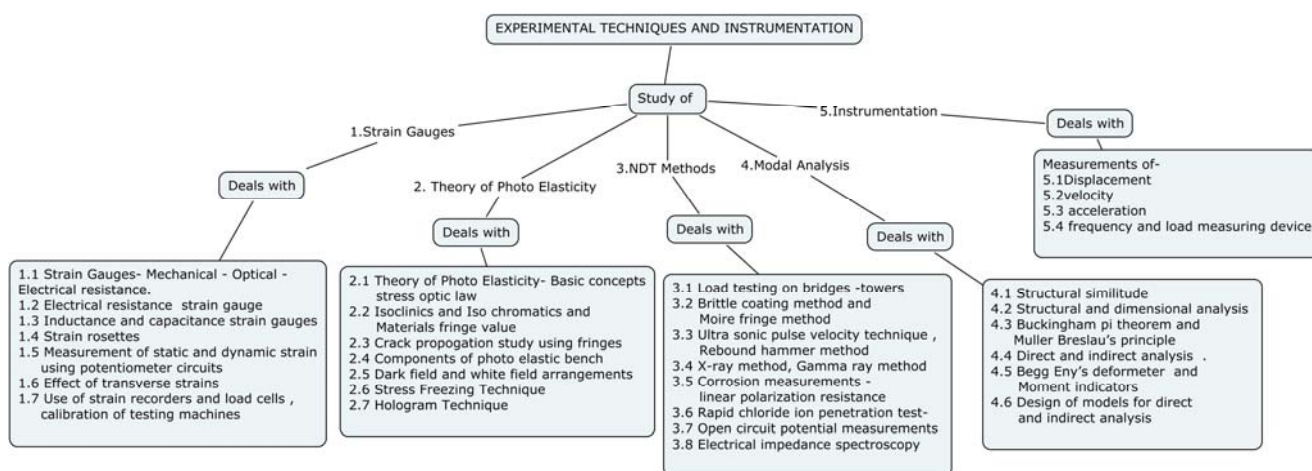 EXPERIMENTAL TECHNIQUES AND INSTRUMENTATION
Study of
1.Strain Gauges
Deals with
1.1 Strain Gauges- Mechanical - Optical -
Electrical resistance.
1.2 Electrical resistance strain gauge
1.3 Inductance and capacitance strain gauges
1.4 Strain rosettes
1.5 Measurement of static and dynamic strain
using potentiometer circuits
1.6 Effect of transverse strains
1.7 Use of strain recorders and load cells ,
calibration of testing machines
2. Theory of Photo Elasticity
Deals with
2.1 Theory of Photo Elasticity- Basic concepts
stress optic law
2.2 Isoclinics and Iso chromatics and
Materials fringe value
2.3 Crack propogation study using fringes
2.4 Components of photo elastic bench
2.5 Dark field and white field arrangements
2.6 Stress Freezing Technique
2.7 Hologram Technique
3.NDT Methods
Deals with
3.1 Load testing on bridges -towers
3.2 Brittle coating method and
Moire fringe method
3.3 Ultra sonic pulse velocity technique ,
Rebound hammer method
3.4 X-ray method, Gamma ray method
3.5 Corrosion measurements -
linear polarization resistance
3.6 Rapid chloride ion penetration test-
3.7 Open circuit potential measurements
3.8 Electrical impedance spectroscopy
4.Modal Analysis
Deals with
4.1 Structural similitude
4.2 Structural and dimensional analysis
4.3 Buckingham pi theorem and
Muller Breslau's principle
4.4 Direct and indirect analysis .
4.5 Begg Eny's deformeter and
Moment indicators
4.6 Design of models for direct
and indirect analysis
5.Instrumentation
Deals with
Measurements of-
5.1Displacement
5.2velocity
5.3 acceleration
5.4 frequency and load measuring device